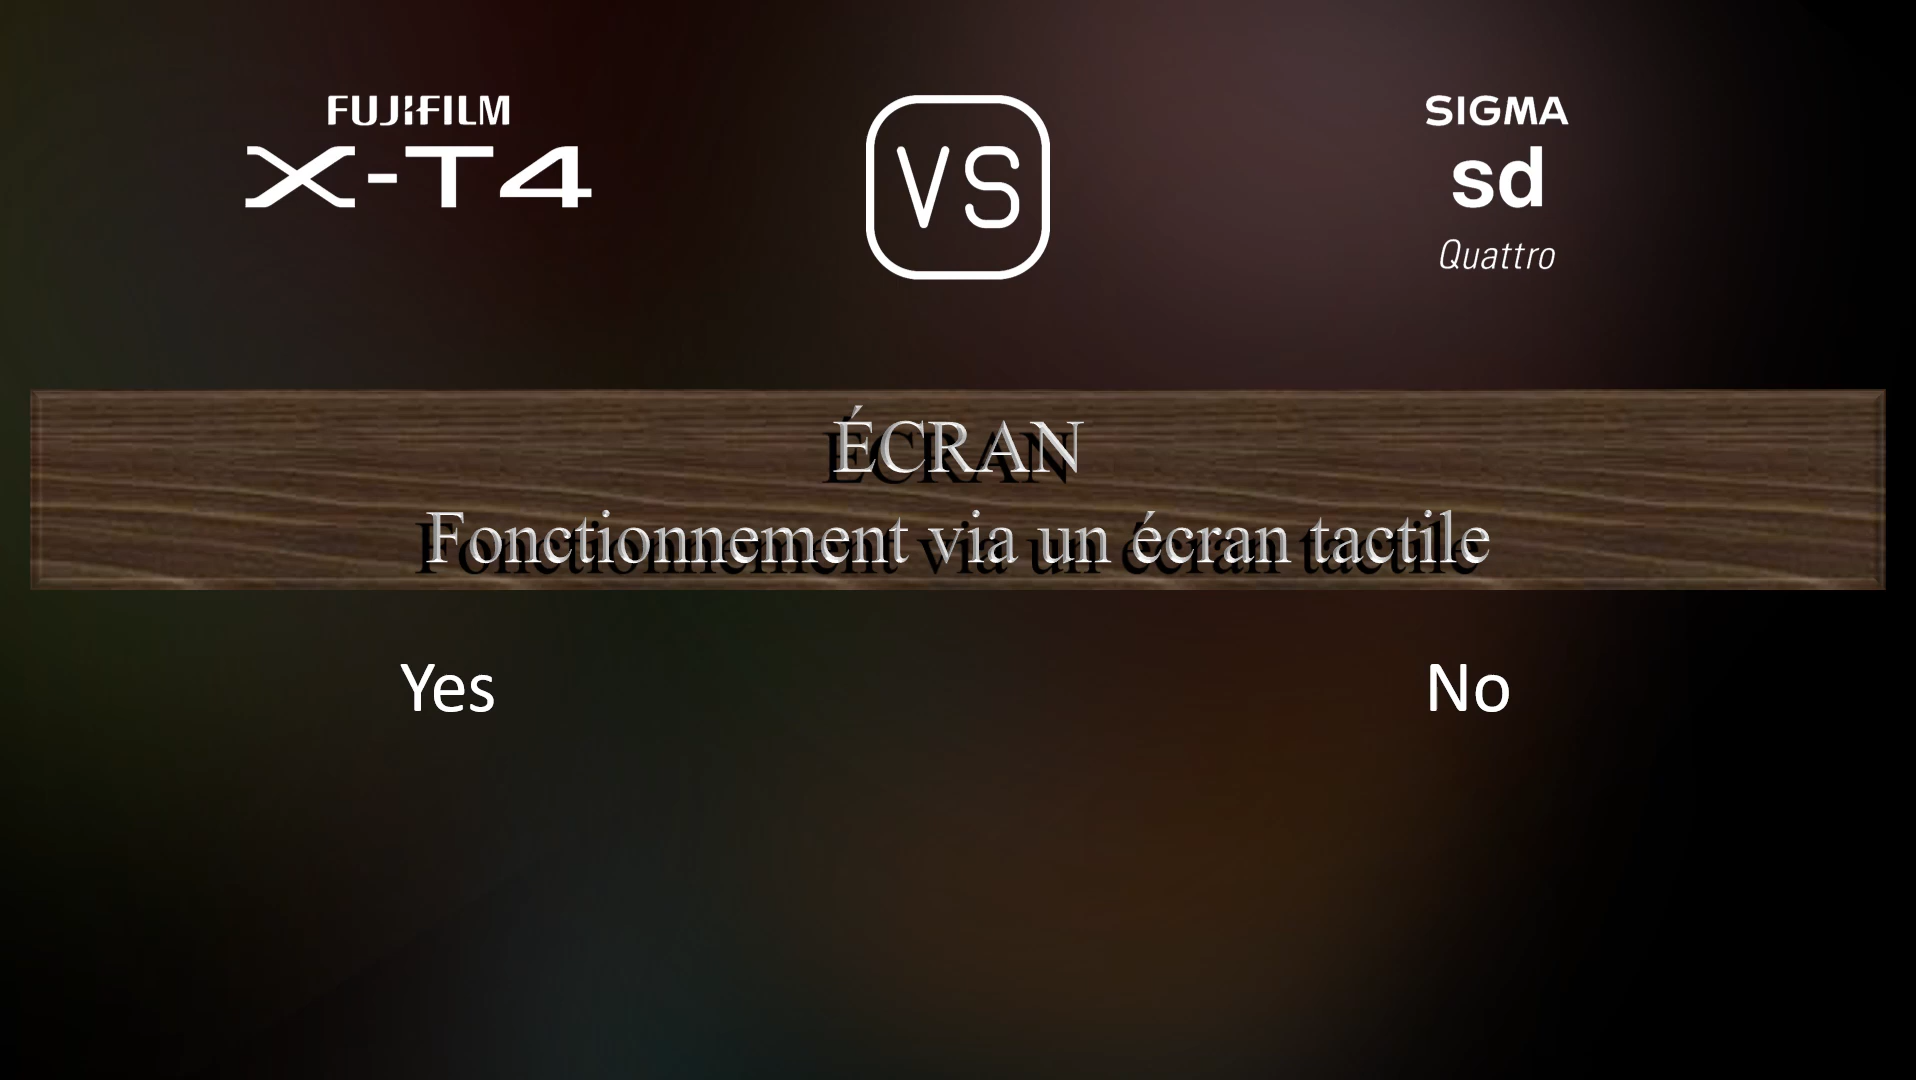 FUJIFILM
X-T4
VS
SIGMA
sd
Quattro
ÉCRAN
Fonctionnement via un écran tactile
Yes
No